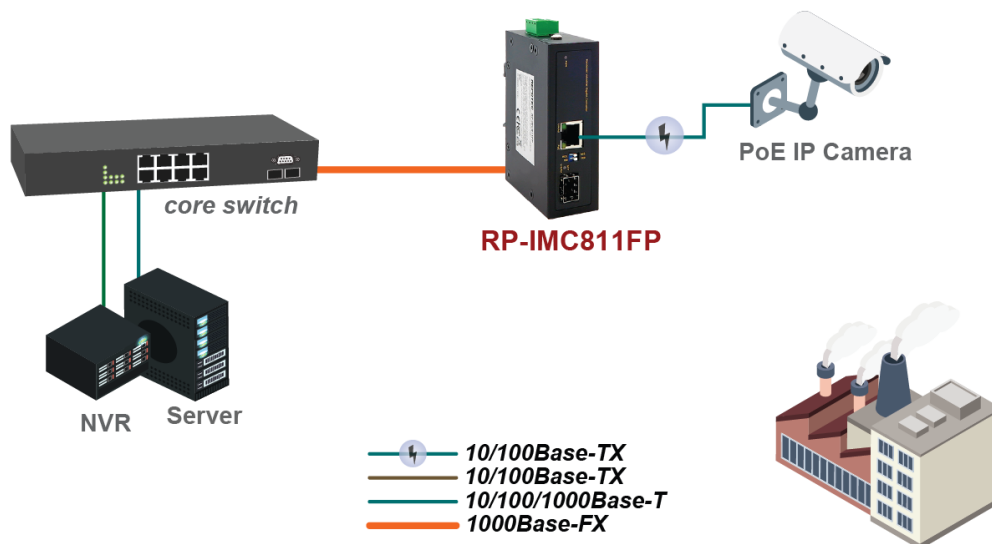 core switch
RP-IMC811FP
PoE IP Camera
NVR
Server
10/100Base-TX
10/100Base-TX
10/100/1000Base-T
1000Base-FX